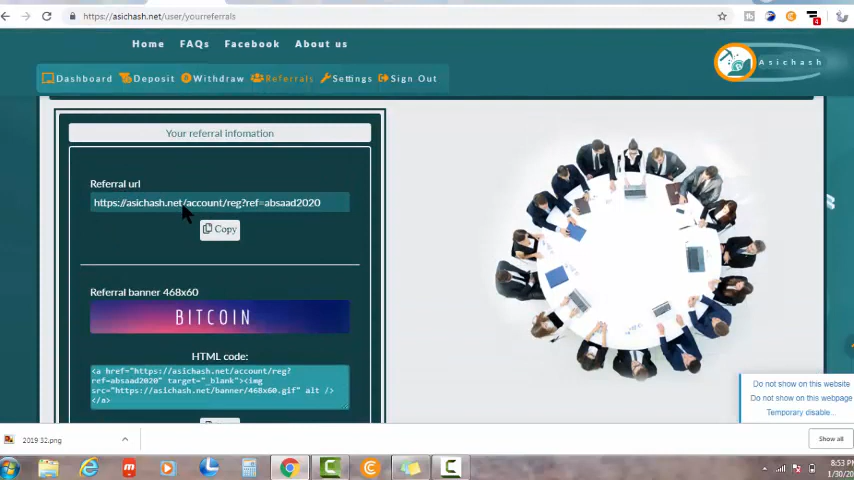 https://asichash.net/user/yourreferrals
4
Home FAQs Facebook About us
Asichash
Dashboard Deposit Withdraw Referrals Settings Sign Out
Your referral infomation
Referral url
https://asichash.net/account/reg?ref=absaad2020
Copy
Referral banner 468x60
BITCOIN
HTML code:
<a href="https://asichash.net/account/reg?
ref=absaad2020" target="_blank"><img
src="https://asichash.net/banner/468x60.gif" alt />
</a>
Do not show on this website
Do not show on this webpage
Temporary disable...
2019 32.png
Show all
8:53 PM